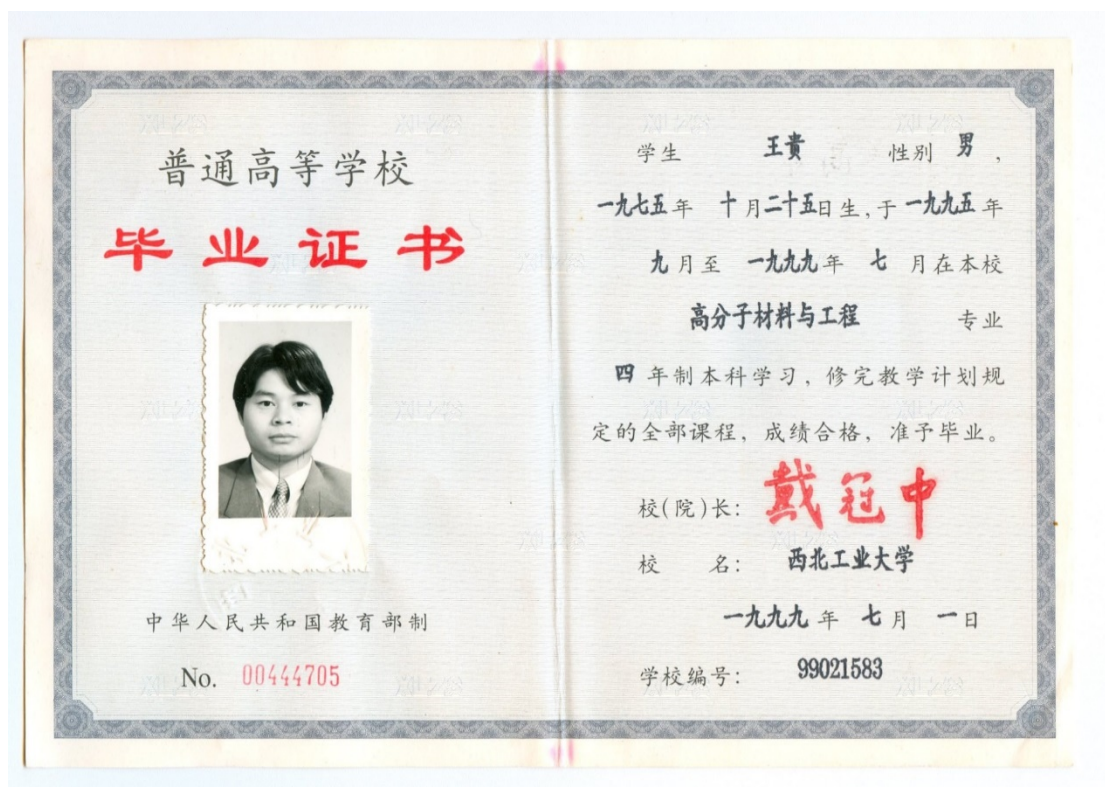 普通高等学校
毕业证书
中华人民共和国教育部制
No. 00444705
学生 王貴 性别 男，
一九七五年 十月二十五日生，于一九九五年
九月至 一九九九年 七 月在本校
高分子材料与工程 专业
四 年制本科学习，修完教学计划规
定的全部课程，成绩合格，准予毕业。
校(院)长： 戴冠中
校 名： 西北工业大学
一九九九年 七月 一日
学校编号： 99021583